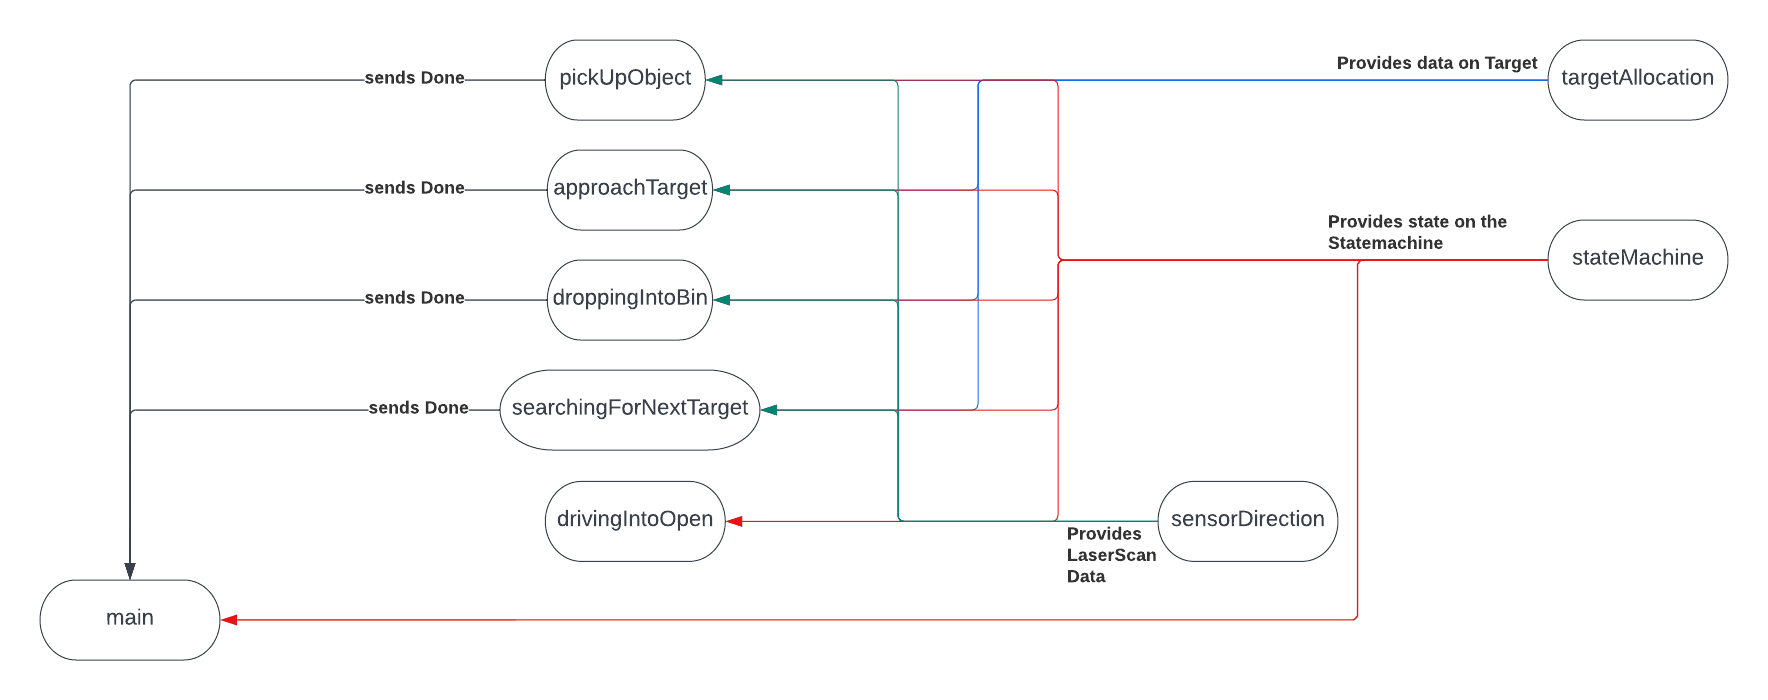 sends Done
pickUpObject
Provides data on Target
targetAllocation
sends Done
approachTarget
Provides state on the
Statemachine
stateMachine
sends Done
droppingIntoBin
sends Done
searchingForNextTarget
drivingIntoOpen
sensorDirection
Provides
LaserScan
Data
main